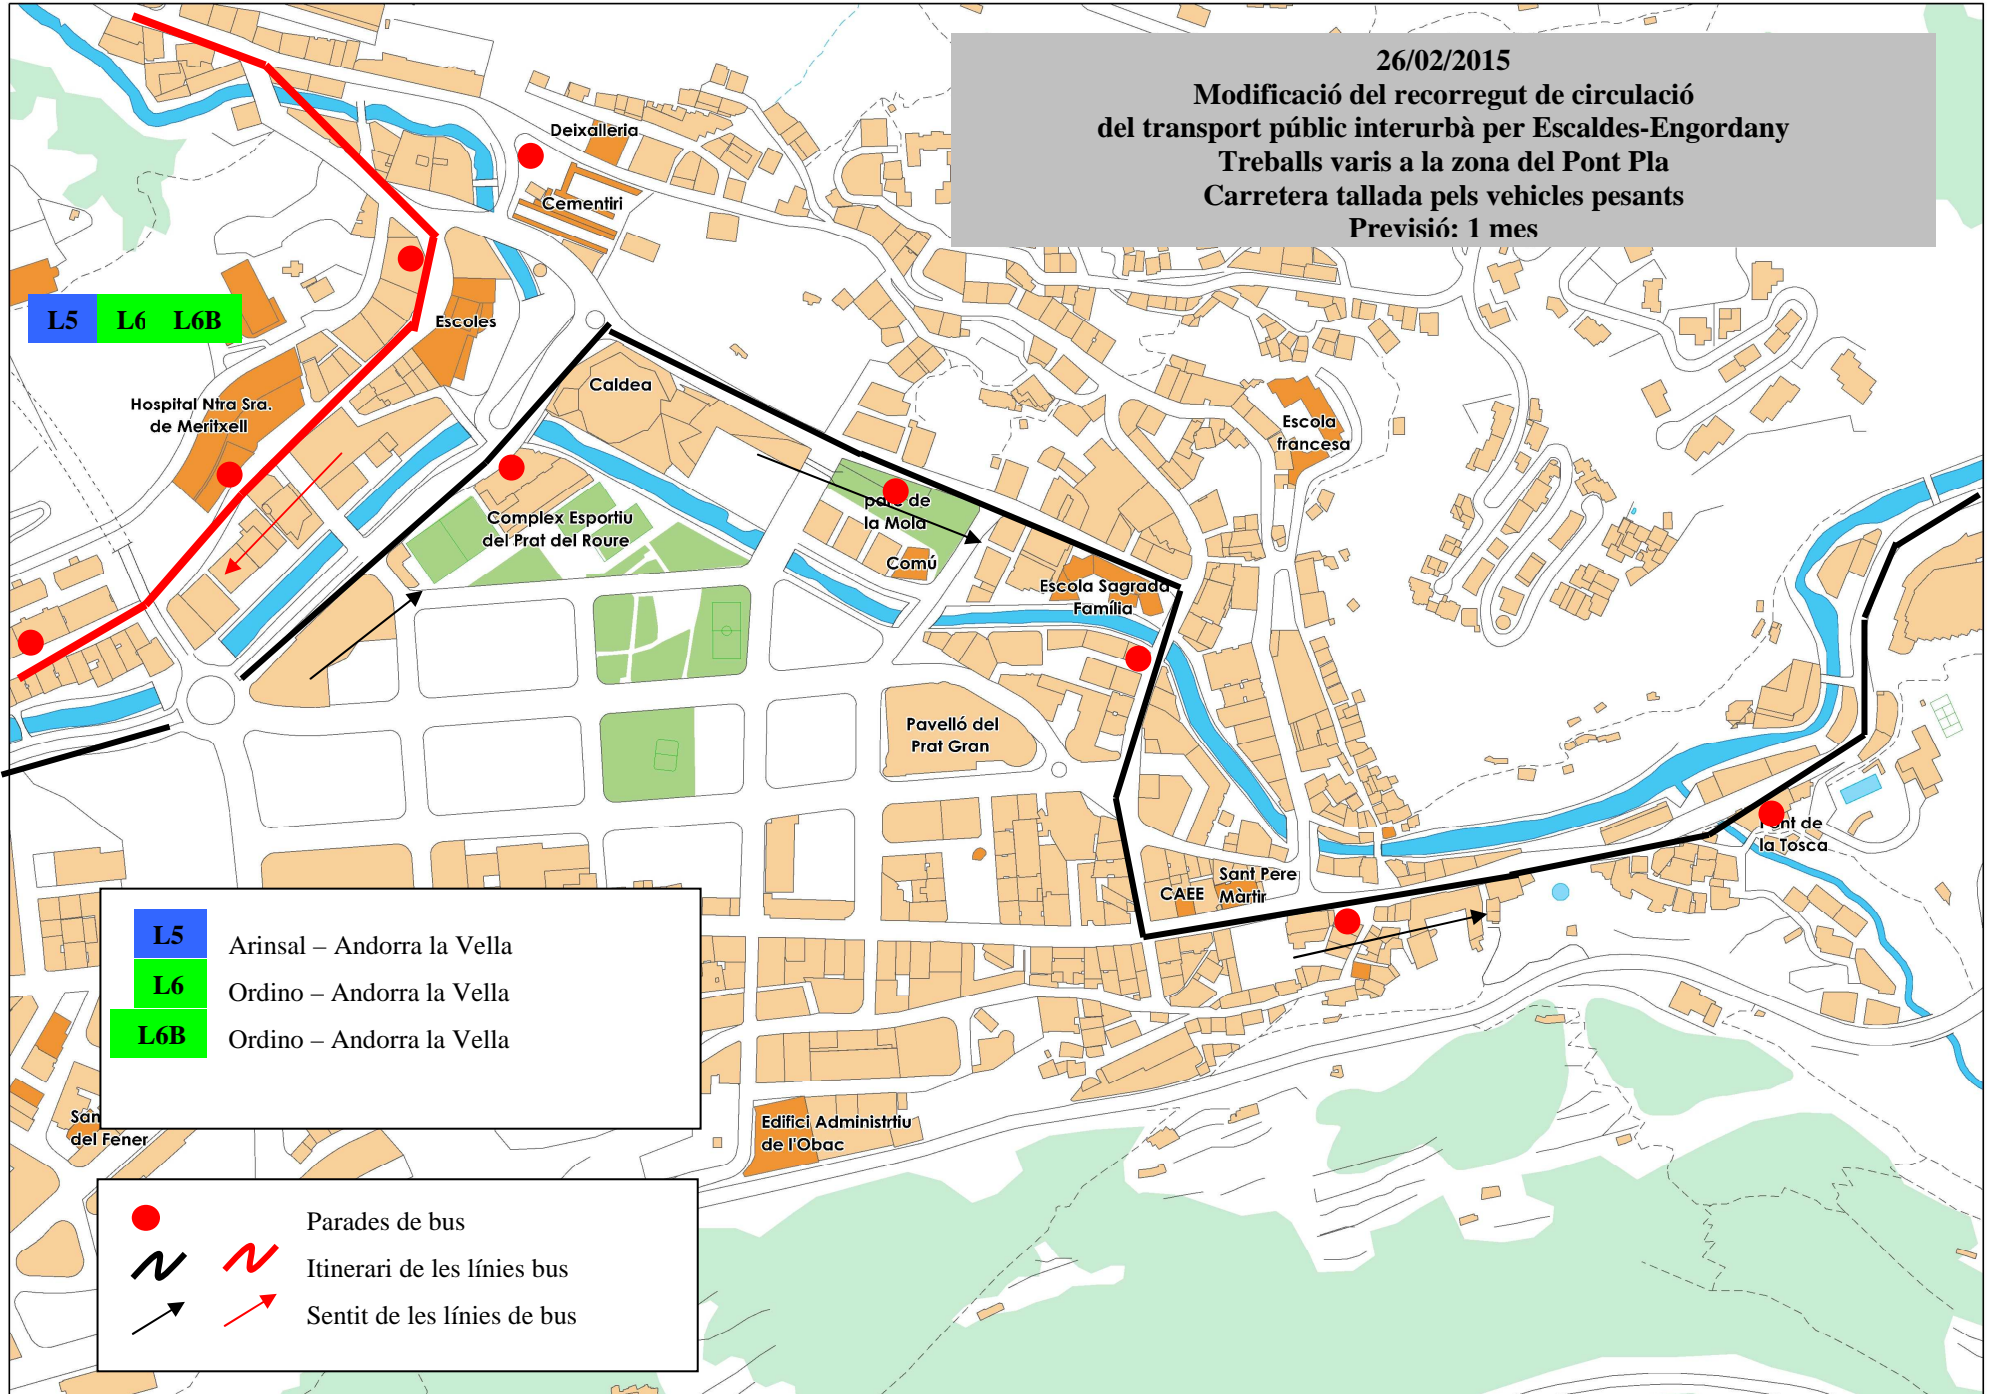 26/02/2015
Modificació del recorregut de circulació
del transport públic interurbà per Escaldes-Engordany
Treballs varis a la zona del Pont Pla
Carretera tallada pels vehicles pesants
Previsió: 1 mes
Deixalleria
Cementiri
L5 L6 L6B
Escoles
Caldea
Hospital Ntra Sra.
de Meritxell
Escola
francesa
Complex Esportiu
del Prat del Roure
parc de
la Mola
Comú
Escola Sagrada
Família
Pavelló del
Prat Gran
Pont de
la Tosca
Sant Pere
Màrtir
CAEE
L5 Arinsal – Andorra la Vella
L6 Ordino – Andorra la Vella
L6B Ordino – Andorra la Vella
San
del Fener
Edifici Administrtiu
de l'Obac
Parades de bus
Itinerari de les línies bus
Sentit de les línies de bus